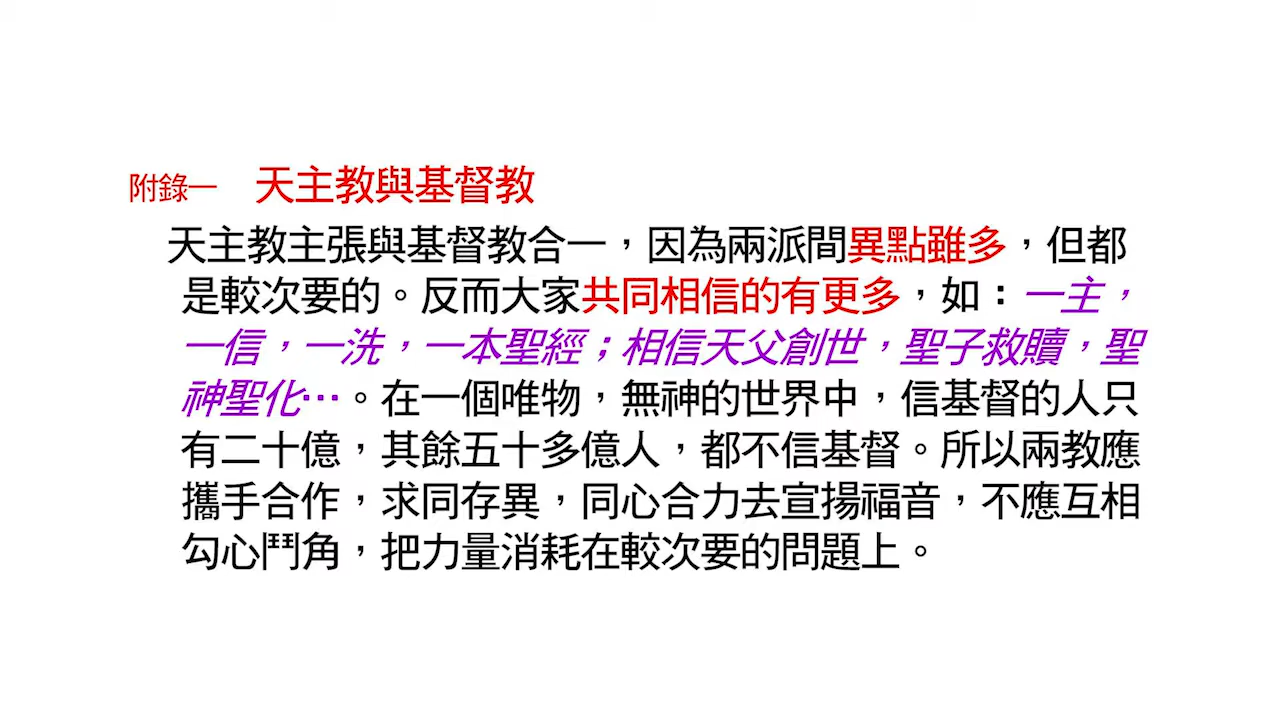 附錄一 天主教與基督教
天主教主張與基督教合一，因為兩派間異點雖多，但都
是較次要的。反而大家共同相信的有更多，如：一主，
一信，一洗，一本聖經；相信天父創世，聖子救贖，聖
神聖化…。在一個唯物，無神的世界中，信基督的人只
有二十億，其餘五十多億人，都不信基督。所以兩教應
攜手合作，求同存異，同心合力去宣揚福音，不應互相
勾心鬥角，把力量消耗在較次要的問題上。